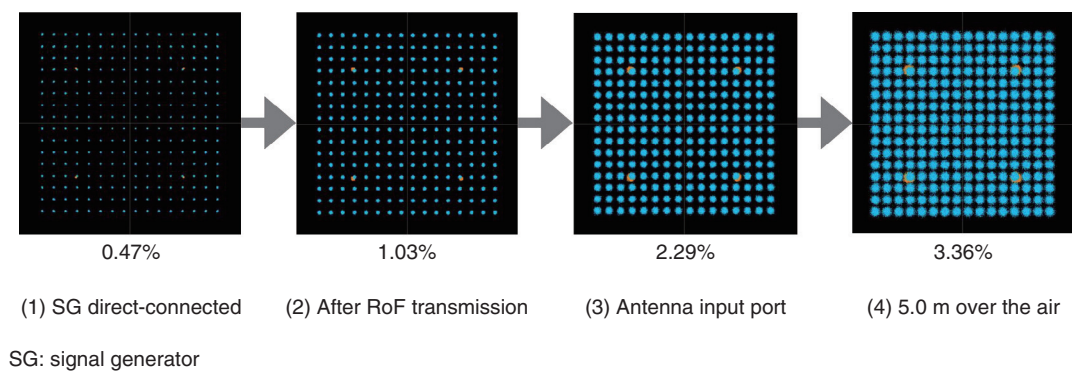 0.47%
1.03%
2.29%
3.36%
(1) SG direct-connected
(2) After RoF transmission
(3) Antenna input port
(4) 5.0 m over the air
SG: signal generator